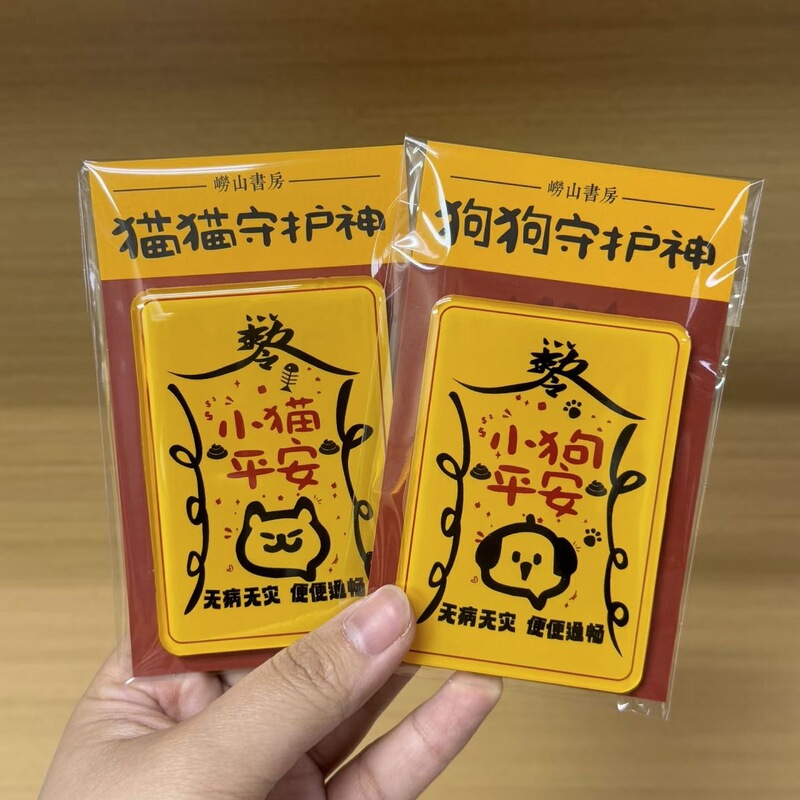 嶗山書房
猫猫守护神
小猫
平安
无病无灾 便便通畅
嶗山書房
狗狗守护神
小狗
平安
无病无灾 便便通畅